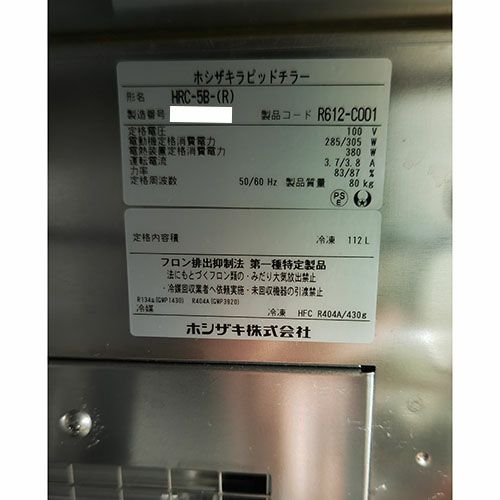 ホシザキラピッドチラー
形名 HRC-5B-(R)
製造番号 製品コード R612-C001
定格電圧 100 V
電動機定格消費電力 285/305 W
電熱装置定格消費電力 380 W
運転電流 3.7/3.8 A
力率 83/87 %
定格周波数 50/60 Hz 製品質量 80 kg
PS
E
定格内容積 冷凍 112 L
フロン排出抑制法 第一種特定製品
・法にもとづくフロン類の・みだり大気放出禁止
・冷媒回収業者へ依頼実施・未回収機器の引渡禁止
R134a(GWP1430) R404A(GWP3920)
冷媒 冷凍 HFC R404A/430g
ホシザキ株式会社